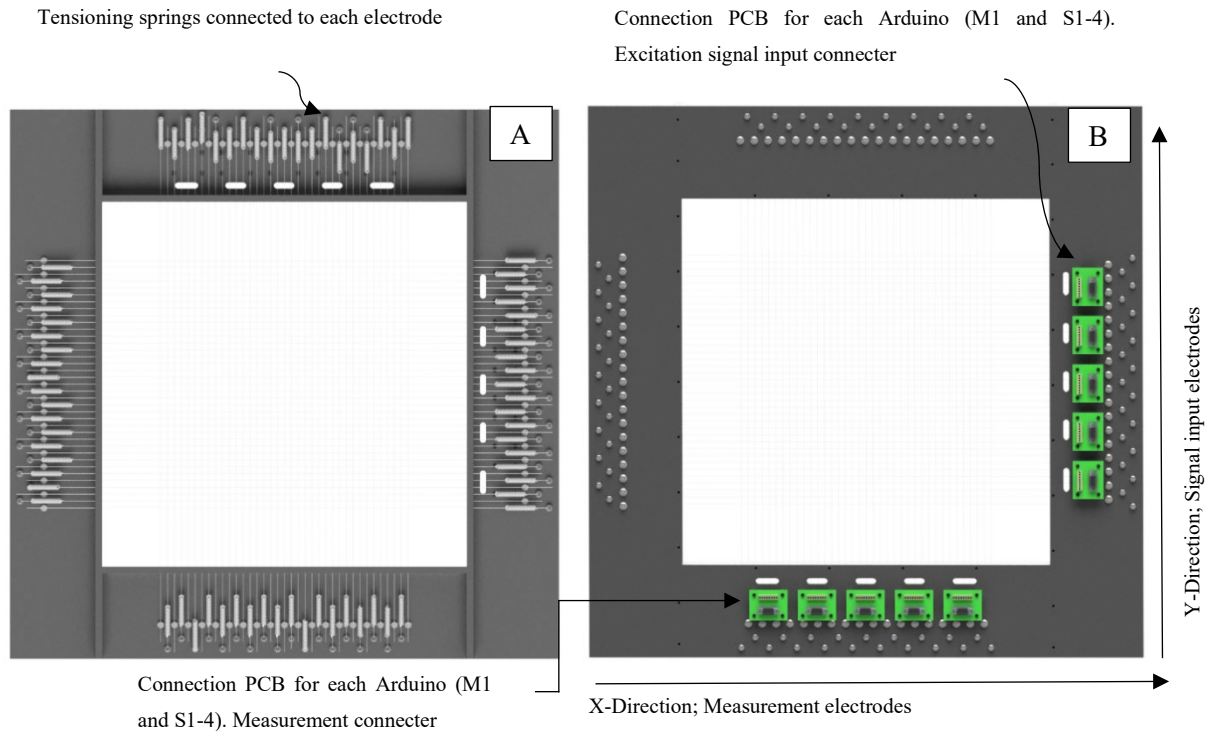 Tensioning springs connected to each electrode
Connection PCB for each Arduino (M1 and S1-4).
Excitation signal input connecter
A
B
Y-Direction; Signal input electrodes
Connection PCB for each Arduino (M1
and S1-4). Measurement connecter
X-Direction; Measurement electrodes